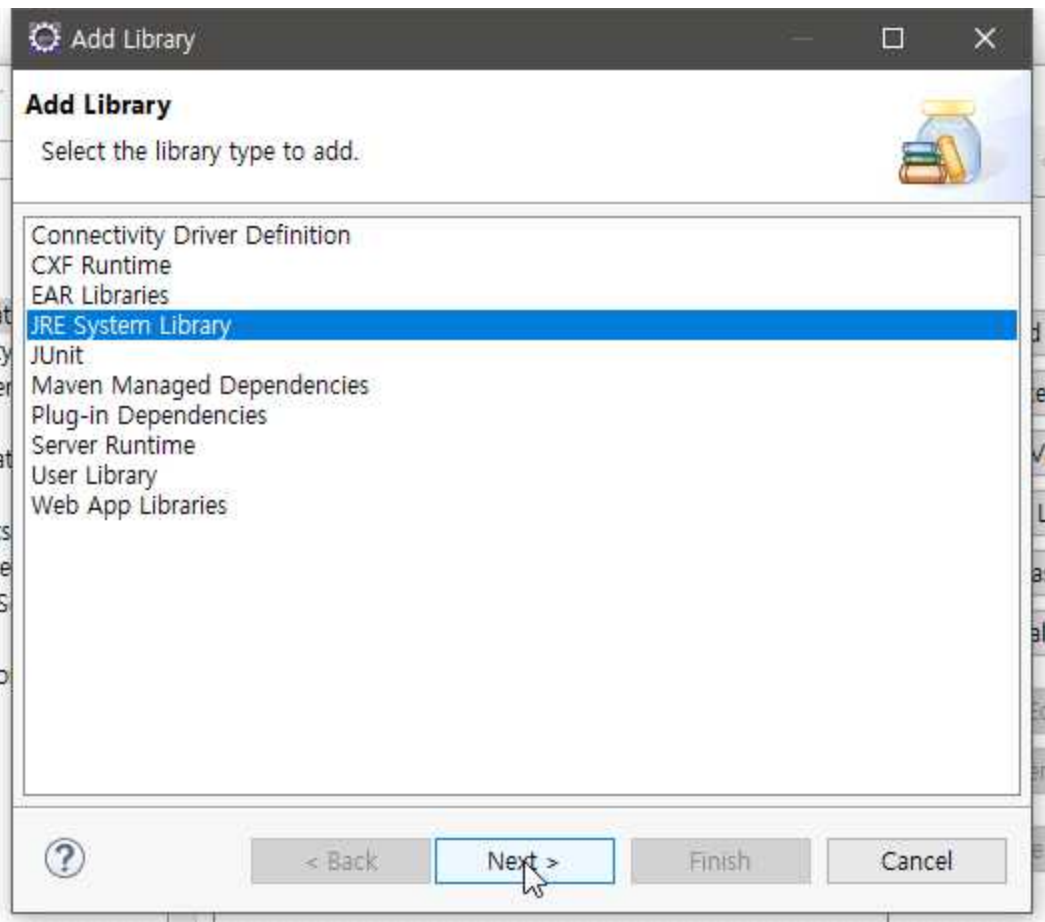 Add Library
Add Library
Select the library type to add.
Connectivity Driver Definition
CXF Runtime
EAR Libraries
JRE System Library
JUnit
Maven Managed Dependencies
Plug-in Dependencies
Server Runtime
User Library
Web App Libraries
< Back
Next >
Finish
Cancel